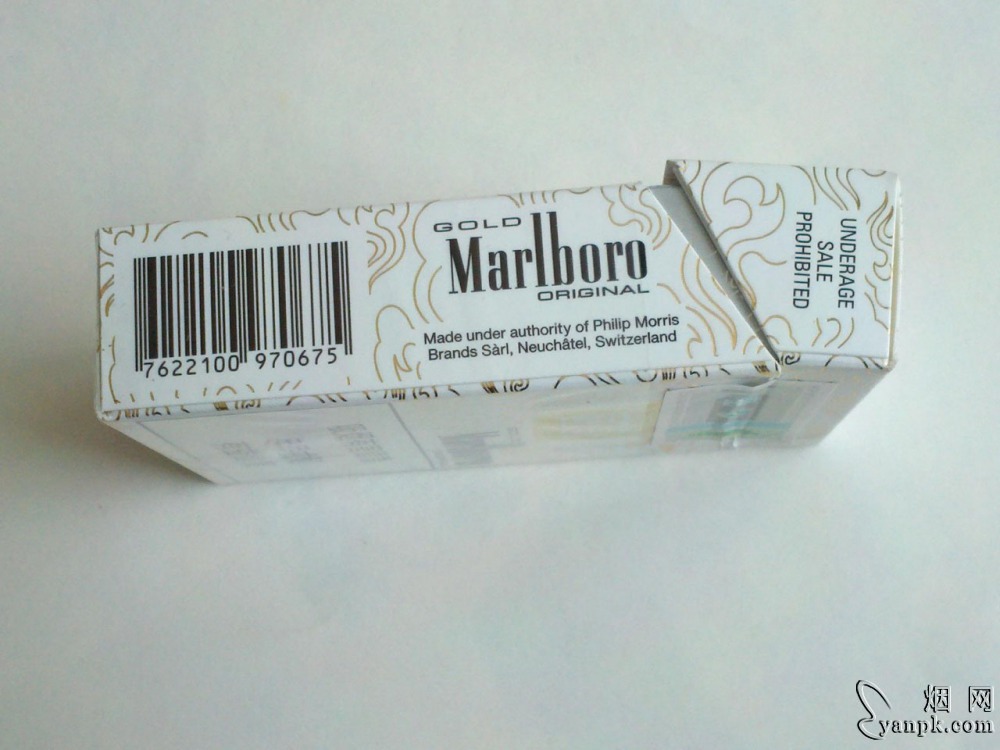 GOLD
Marlboro
ORIGINAL
Made under authority of Philip Morris
Brands Sàrl, Neuchâtel, Switzerland
7622100 970675
UNDERAGE
SALE
PROHIBITED
烟 网
yanpk.com